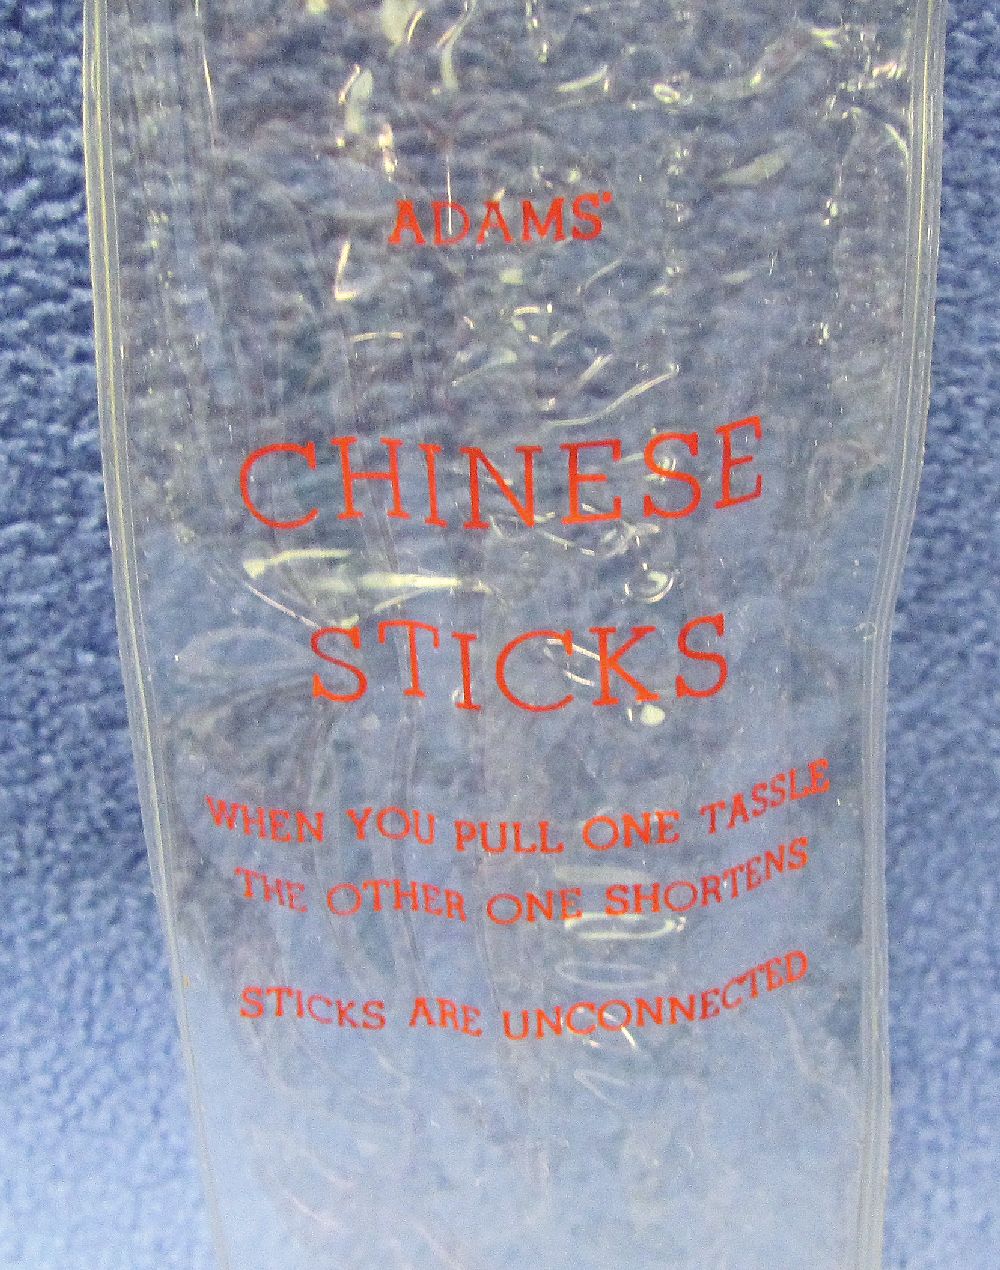 ADAMS'
CHINESE
STICKS
WHEN YOU PULL ONE TASSLE
THE OTHER ONE SHORTENS
STICKS ARE UNCONNECTED